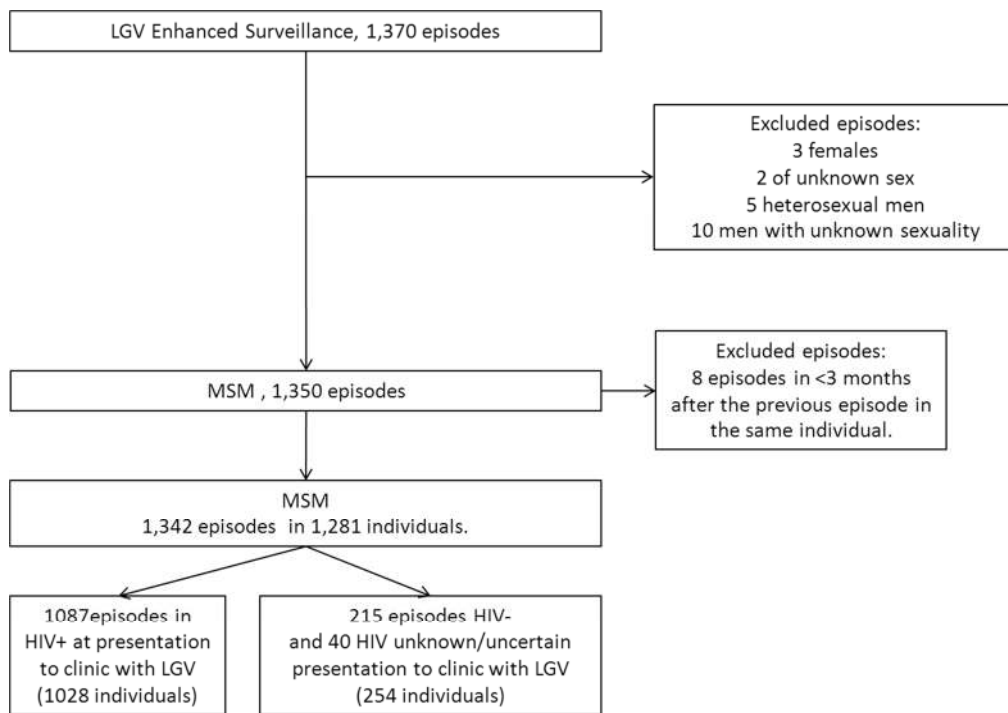 LGV Enhanced Surveillance, 1,370 episodes
Excluded episodes:
3 females
2 of unknown sex
5 heterosexual men
10 men with unknown sexuality
MSM , 1,350 episodes
Excluded episodes:
8 episodes in <3 months
after the previous episode in
the same individual.
MSM
1,342 episodes in 1,281 individuals.
1087episodes in
HIV+ at presentation
to clinic with LGV
(1028 individuals)
215 episodes HIV-
and 40 HIV unknown/uncertain
presentation to clinic with LGV
(254 individuals)